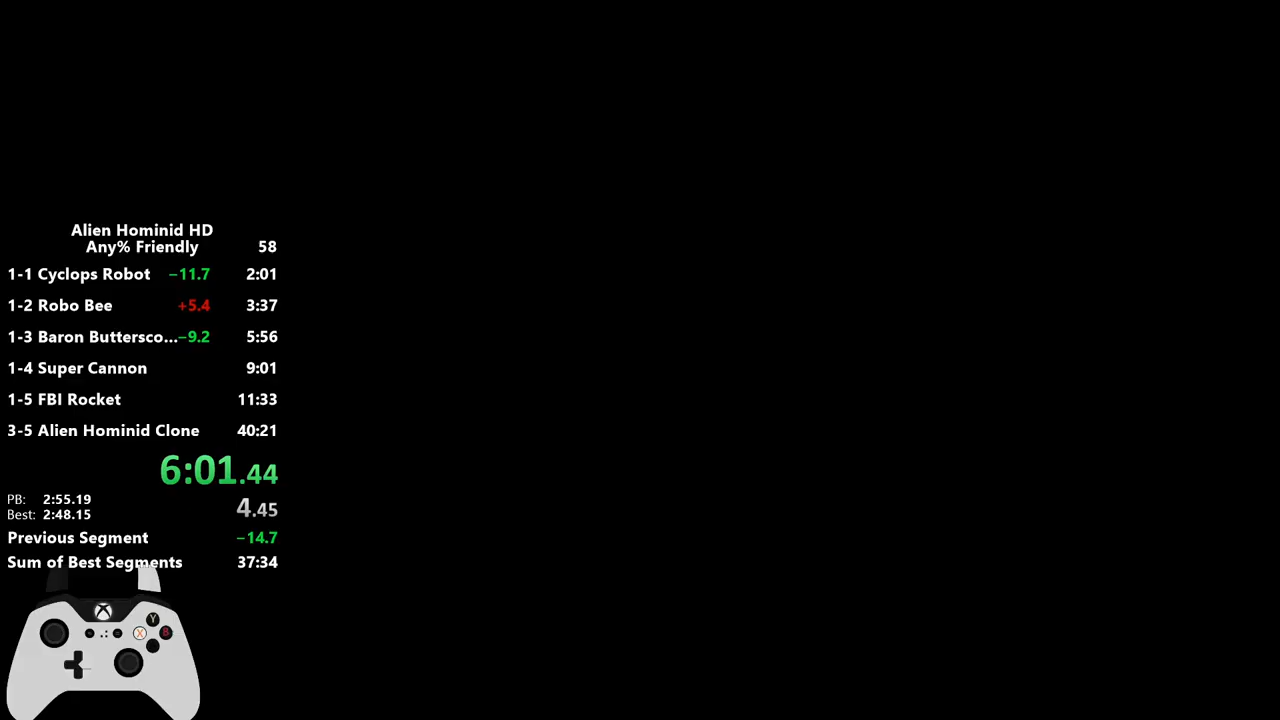 Alien Hominid HD
Any% Friendly 58
1-1 Cyclops Robot −11.7 2:01
1-2 Robo Bee +5.4 3:37
1-3 Baron Buttersco...−9.2 5:56
1-4 Super Cannon 9:01
1-5 FBI Rocket 11:33
3-5 Alien Hominid Clone 40:21
6:01.44
PB: 2:55.19 4.45
Best: 2:48.15
Previous Segment −14.7
Sum of Best Segments 37:34
Y
X B